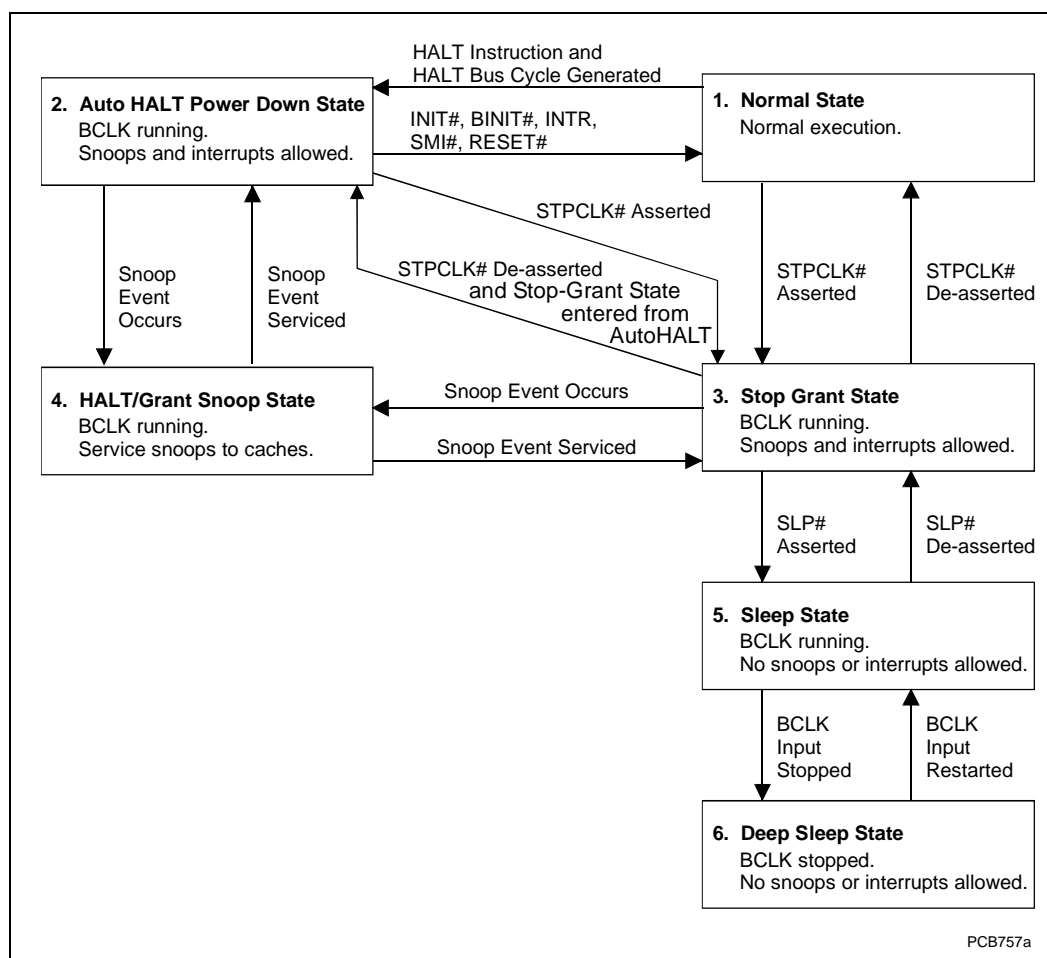 HALT Instruction and
HALT Bus Cycle Generated
2. Auto HALT Power Down State
BCLK running.
Snoops and interrupts allowed.
INIT#, BINIT#, INTR,
SMI#, RESET#
1. Normal State
Normal execution.
STPCLK# Asserted
STPCLK# De-asserted
and Stop-Grant State
entered from
AutoHALT
Snoop
Event
Occurs
Snoop
Event
Serviced
STPCLK#
Asserted
STPCLK#
De-asserted
4. HALT/Grant Snoop State
BCLK running.
Service snoops to caches.
Snoop Event Occurs
Snoop Event Serviced
3. Stop Grant State
BCLK running.
Snoops and interrupts allowed.
SLP#
Asserted
SLP#
De-asserted
5. Sleep State
BCLK running.
No snoops or interrupts allowed.
BCLK
Input
Stopped
BCLK
Input
Restarted
6. Deep Sleep State
BCLK stopped.
No snoops or interrupts allowed.
PCB757a